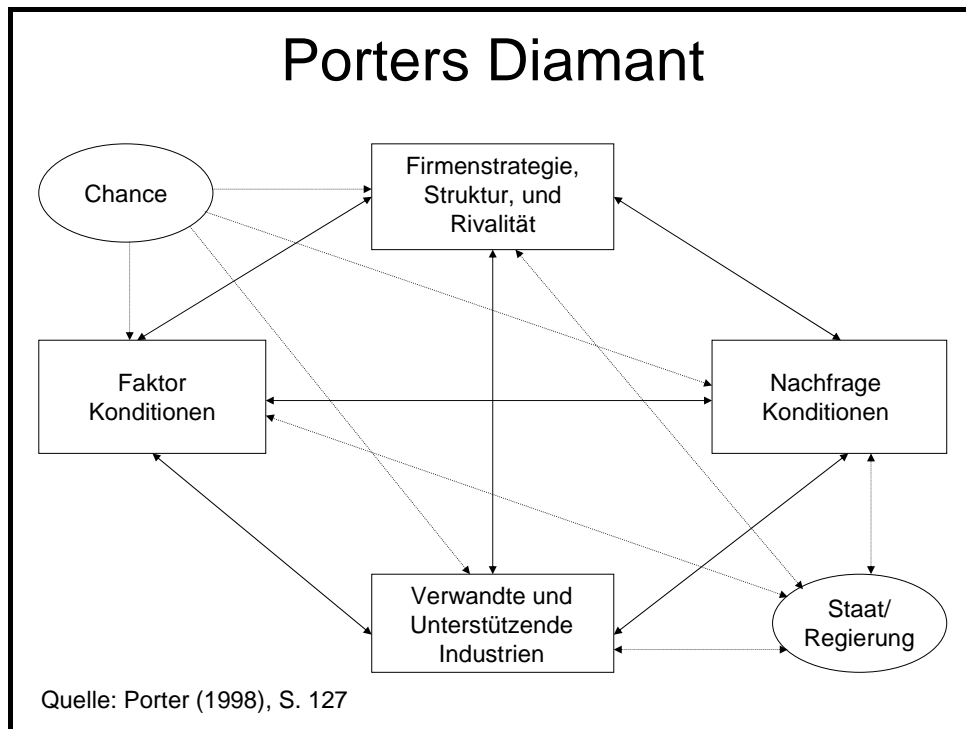 Porters Diamant
Chance
Firmenstrategie,
Struktur, und
Rivalität
Faktor
Konditionen
Nachfrage
Konditionen
Verwandte und
Unterstützende
Industrien
Staat/
Regierung
Quelle: Porter (1998), S. 127